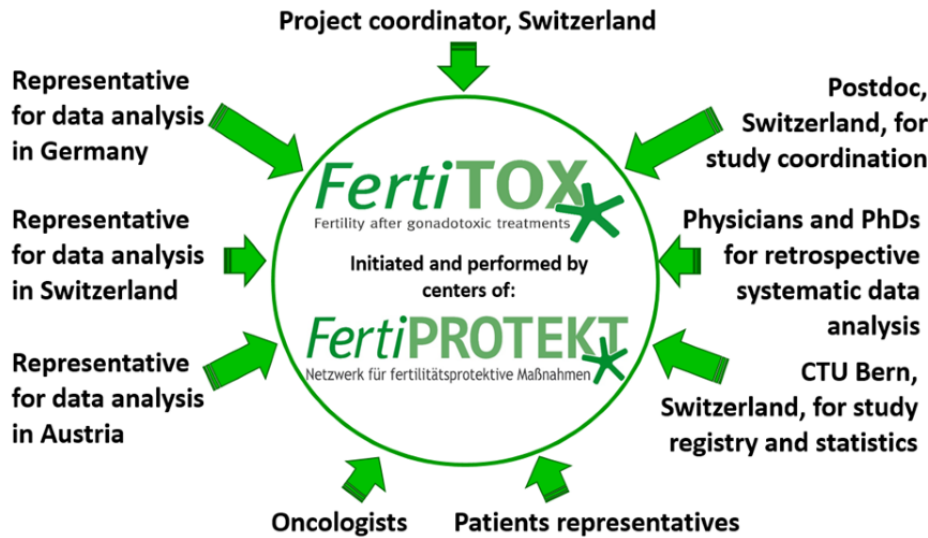 Project coordinator, Switzerland
Representative
for data analysis
in Germany
Postdoc,
Switzerland, for
study coordination
FertiTOX
Fertility after gonadotoxic treatments
Representative
for data analysis
in Switzerland
Physicians and PhDs
for retrospective
systematic data
analysis
Initiated and performed by
centers of:
FertiPROTEKT
Netzwerk für fertilitätsprotektive Maßnahmen
Representative
for data analysis
in Austria
CTU Bern,
Switzerland, for study
registry and statistics
Oncologists
Patients representatives